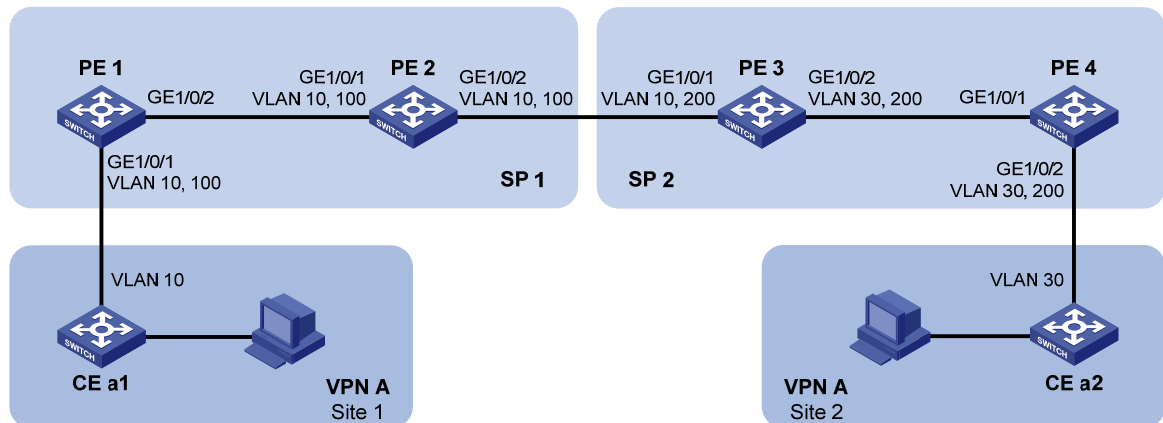 PE 1
GE1/0/2
GE1/0/1
VLAN 10, 100
PE 2
GE1/0/2
VLAN 10, 100
GE1/0/1
VLAN 10, 200
PE 3
GE1/0/2
VLAN 30, 200
GE1/0/1
PE 4
SWITCH
SWITCH
SWITCH
SWITCH
GE1/0/1
VLAN 10, 100
SP 1
SP 2
GE1/0/2
VLAN 30, 200
VLAN 10
SWITCH
CE a1
VPN A
Site 1
VLAN 30
SWITCH
CE a2
VPN A
Site 2